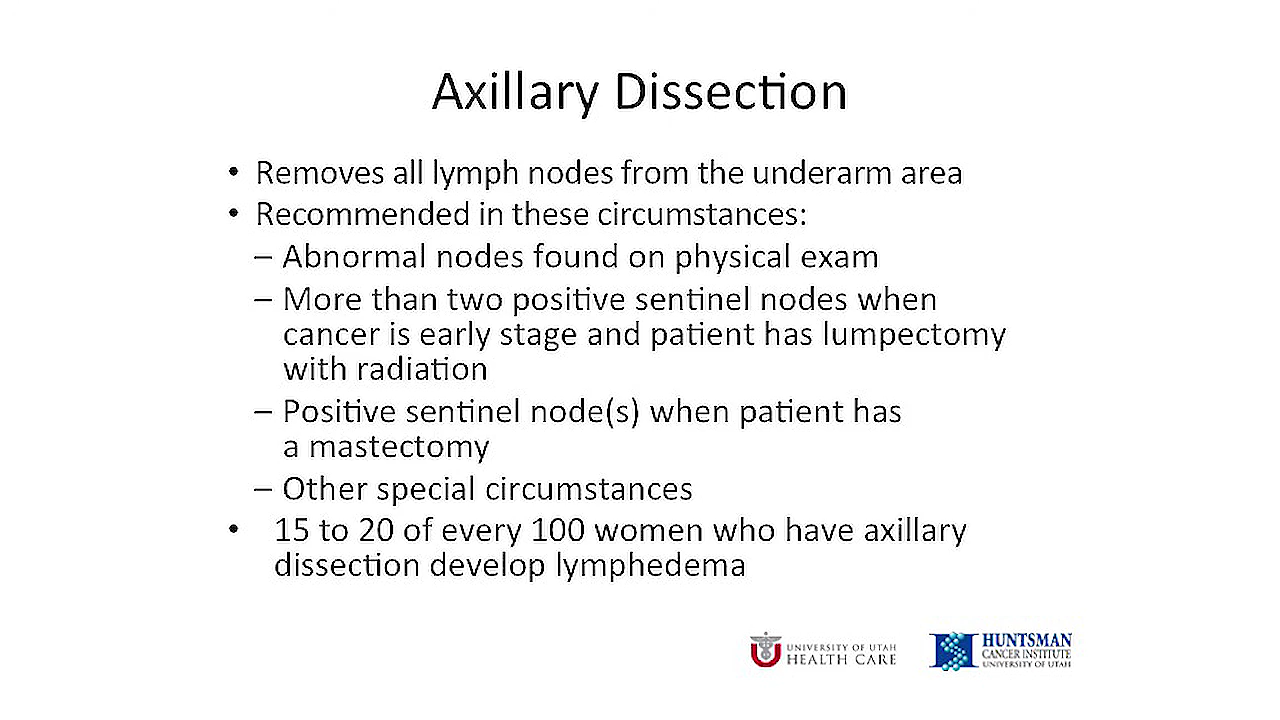 Axillary Dissection
• Removes all lymph nodes from the underarm area
• Recommended in these circumstances:
– Abnormal nodes found on physical exam
– More than two positive sentinel nodes when
cancer is early stage and patient has lumpectomy
with radiation
– Positive sentinel node(s) when patient has
a mastectomy
– Other special circumstances
• 15 to 20 of every 100 women who have axillary
dissection develop lymphedema
UNIVERSITY OF UTAH
HEALTH CARE
HUNTSMAN
CANCER INSTITUTE
UNIVERSITY OF UTAH